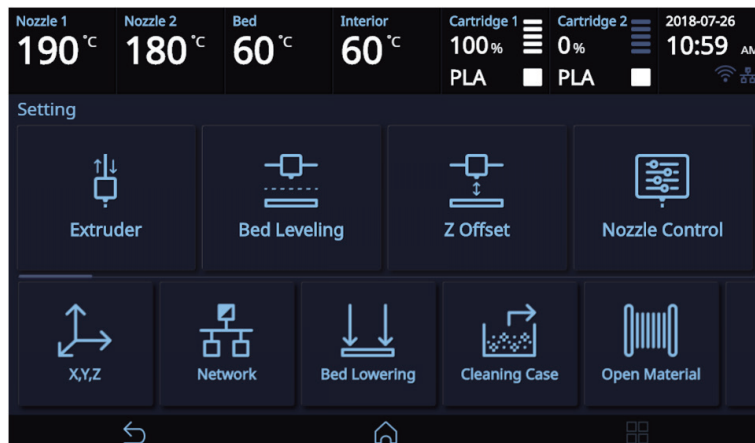 Nozzle 1 Nozzle 2 Bed Interior Cartridge 1 Cartridge 2 2018-07-26
190 °C 180 °C 60 °C 60 °C 100 % 0 % 10:59 AM
PLA PLA
Setting
Extruder Bed Leveling Z Offset Nozzle Control
X,Y,Z Network Bed Lowering Cleaning Case Open Material